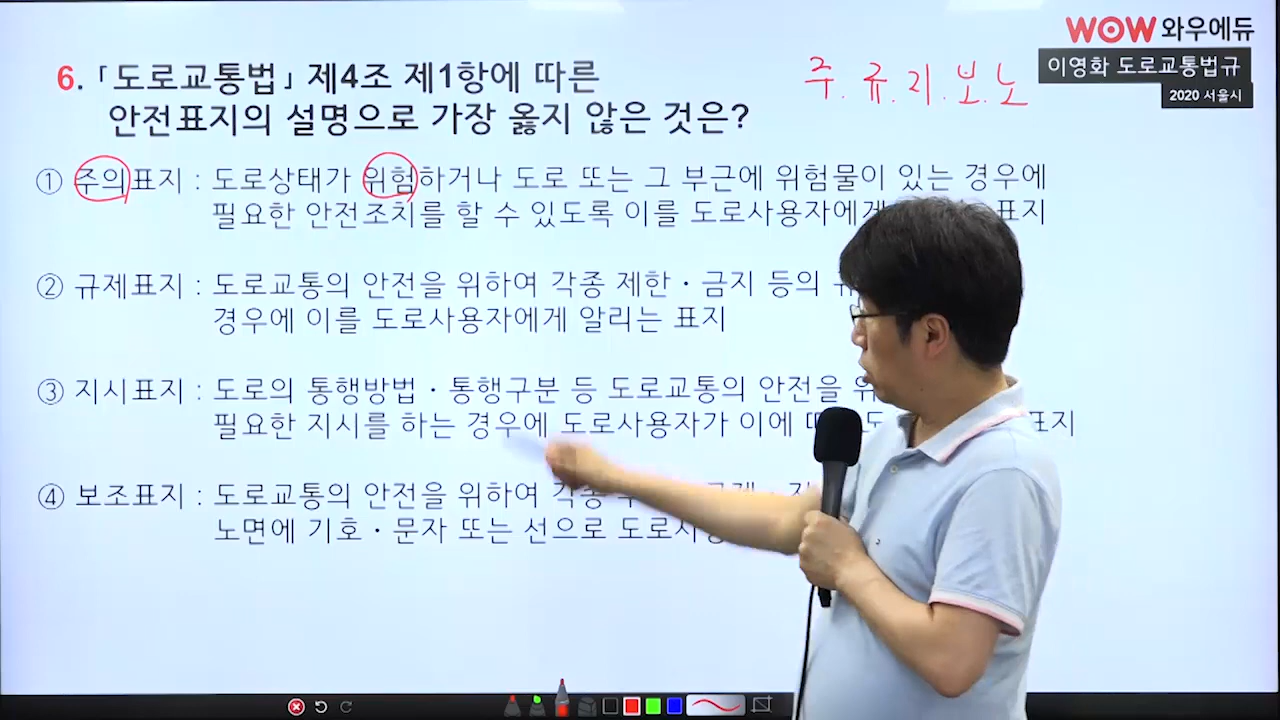 WOW 와우에듀
이영화 도로교통법규
2020 서울시
주.규.지.보.노
6. 「도로교통법」 제4조 제1항에 따른
안전표지의 설명으로 가장 옳지 않은 것은?
① 주의표지 : 도로상태가 위험하거나 도로 또는 그 부근에 위험물이 있는 경우에
필요한 안전조치를 할 수 있도록 이를 도로사용자에게 표지
② 규제표지 : 도로교통의 안전을 위하여 각종 제한·금지 등의
경우에 이를 도로사용자에게 알리는 표지
③ 지시표지 : 도로의 통행방법·통행구분 등 도로교통의 안전을
필요한 지시를 하는 경우에 도로사용자가 이에 표지
④ 보조표지 : 도로교통의 안전을 위하여 각종
노면에 기호·문자 또는 선으로